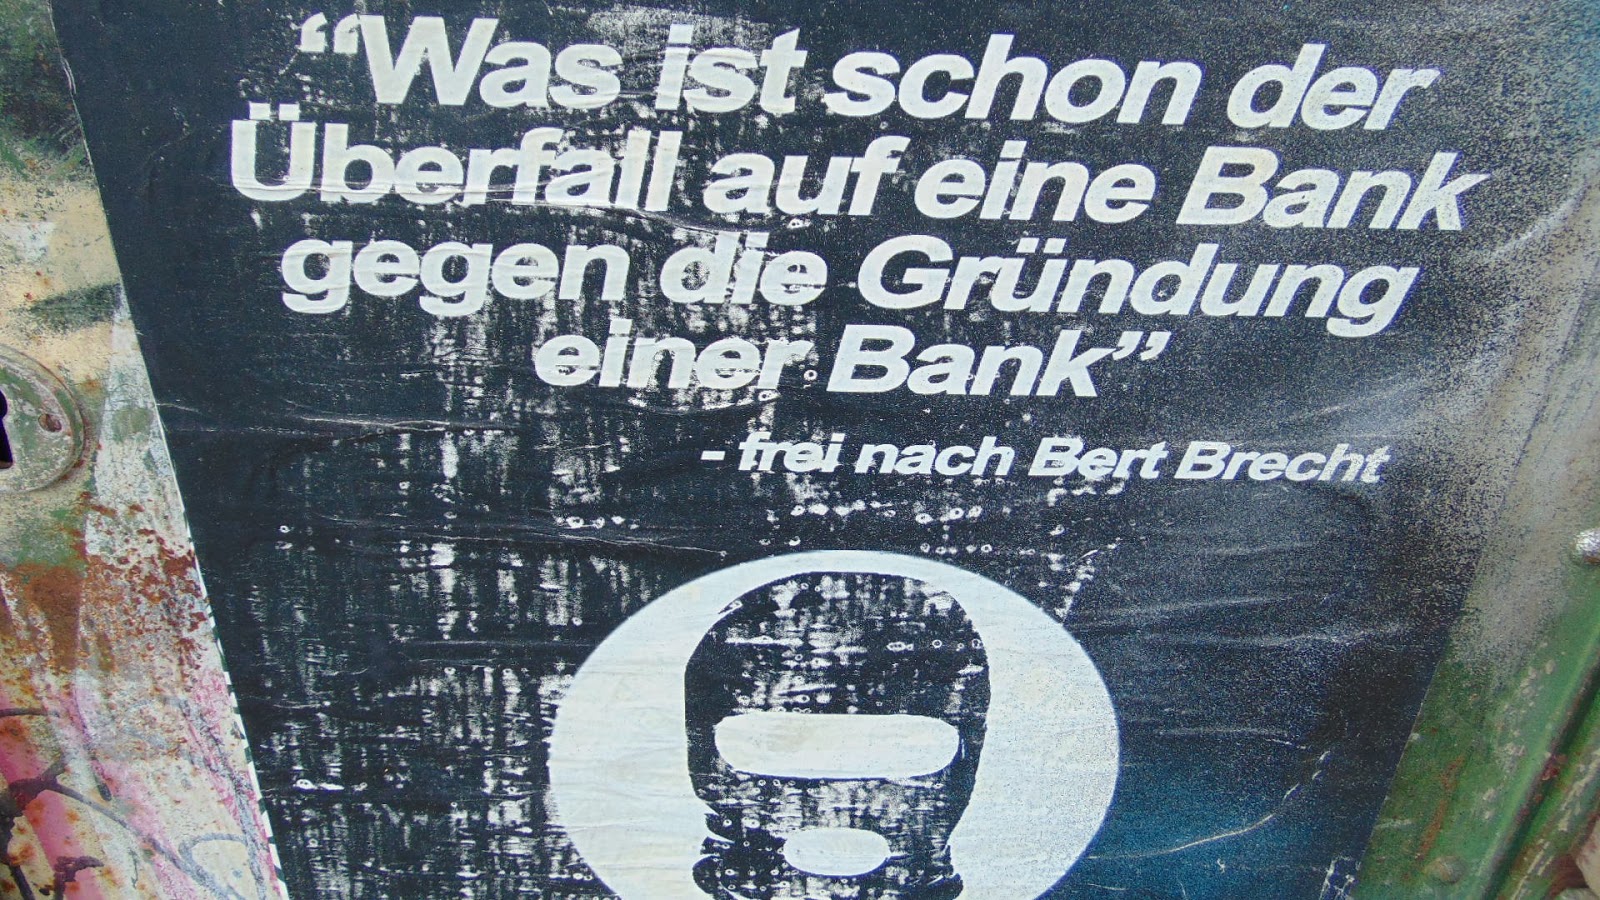 “Was ist schon der
Überfall auf eine Bank
gegen die Gründung
einer Bank”
- frei nach Bert Brecht